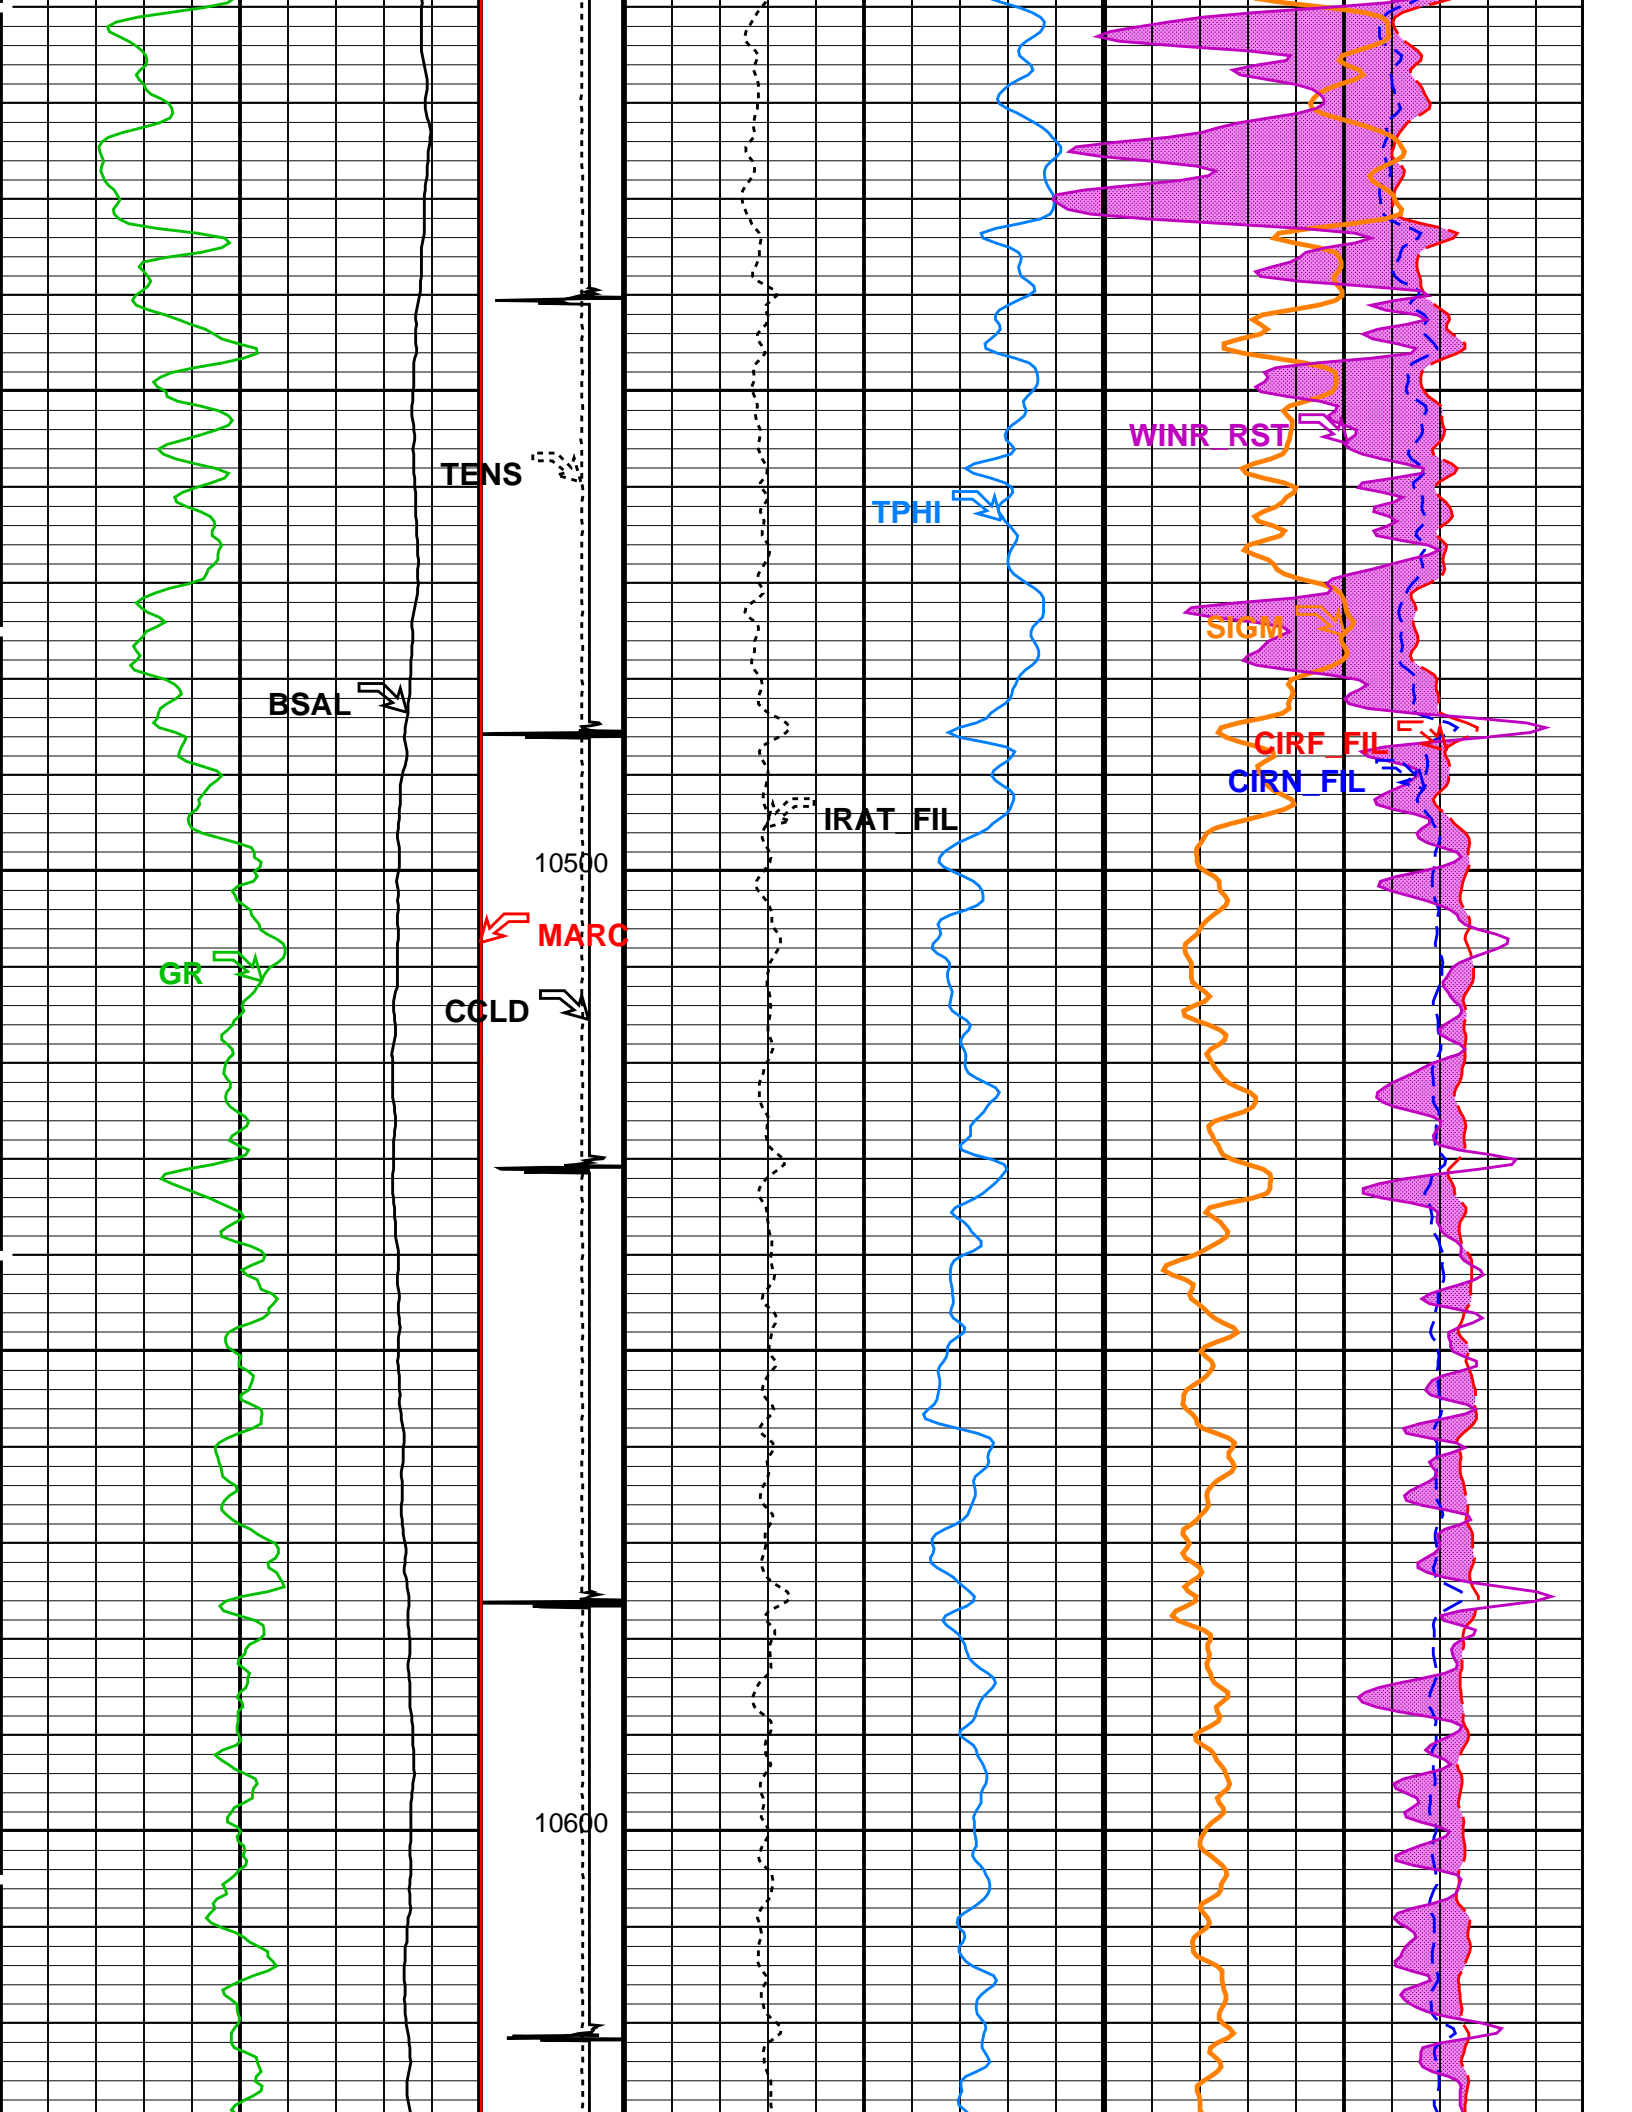 WINR_RST
TENS
TPHI
SIGM
BSAL
CIRF_FIL
CIRN_FIL
IRAT_FIL
10500
MARC
GR
CCLD
10600